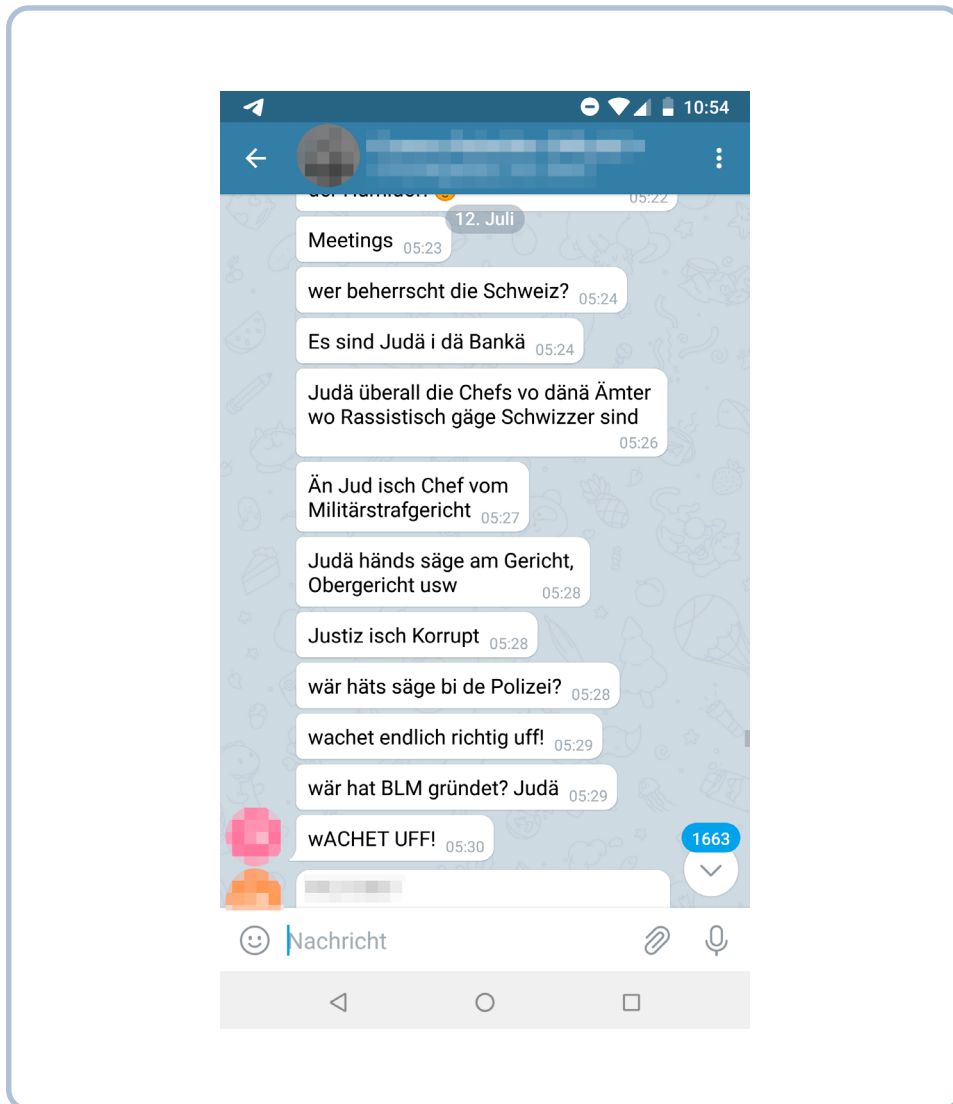 10:54
05:22
12. Juli
Meetings 05:23
wer beherrscht die Schweiz? 05:24
Es sind Judä i dä Bankä 05:24
Judä überall die Chefs vo dänä Ämter
wo Rassistisch gäge Schwizzer sind
05:26
Än Jud isch Chef vom
Militärstrafgericht 05:27
Judä händs säge am Gericht,
Obergericht usw 05:28
Justiz isch Korrupt 05:28
wär häts säge bi de Polizei? 05:28
wachet endlich richtig uff! 05:29
wär hat BLM gründet? Judä 05:29
wACHET UFF! 05:30
1663
Nachricht